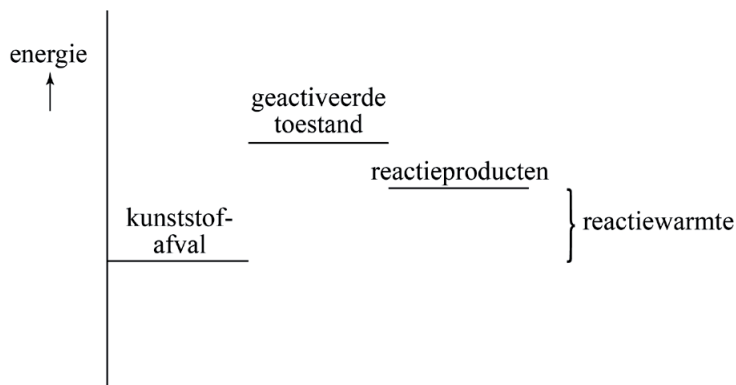 energie
geactiveerde
toestand
reactieproducten
kunststof-
afval
reactiewarmte